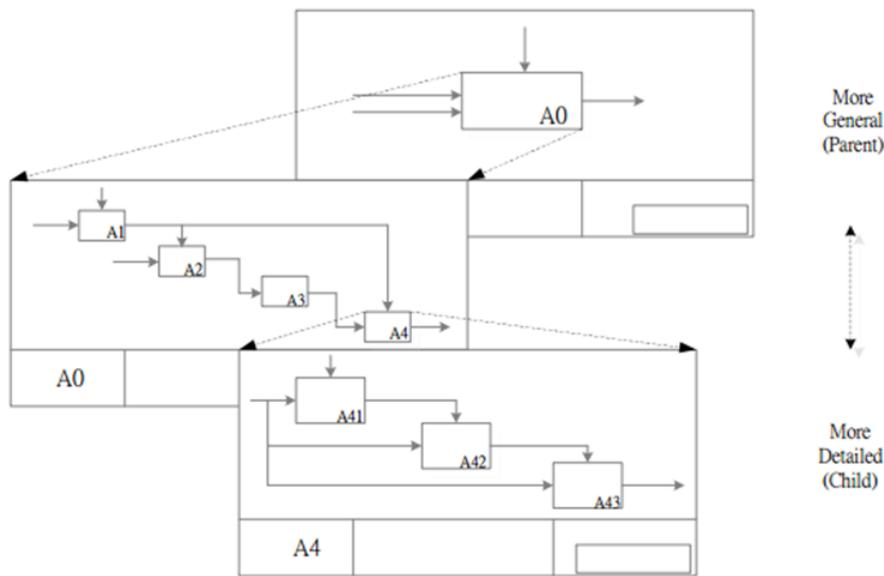 A0
More
General
(Parent)
A1
A2
A3
A4
A0
A41
A42
A43
More
Detailed
(Child)
A4